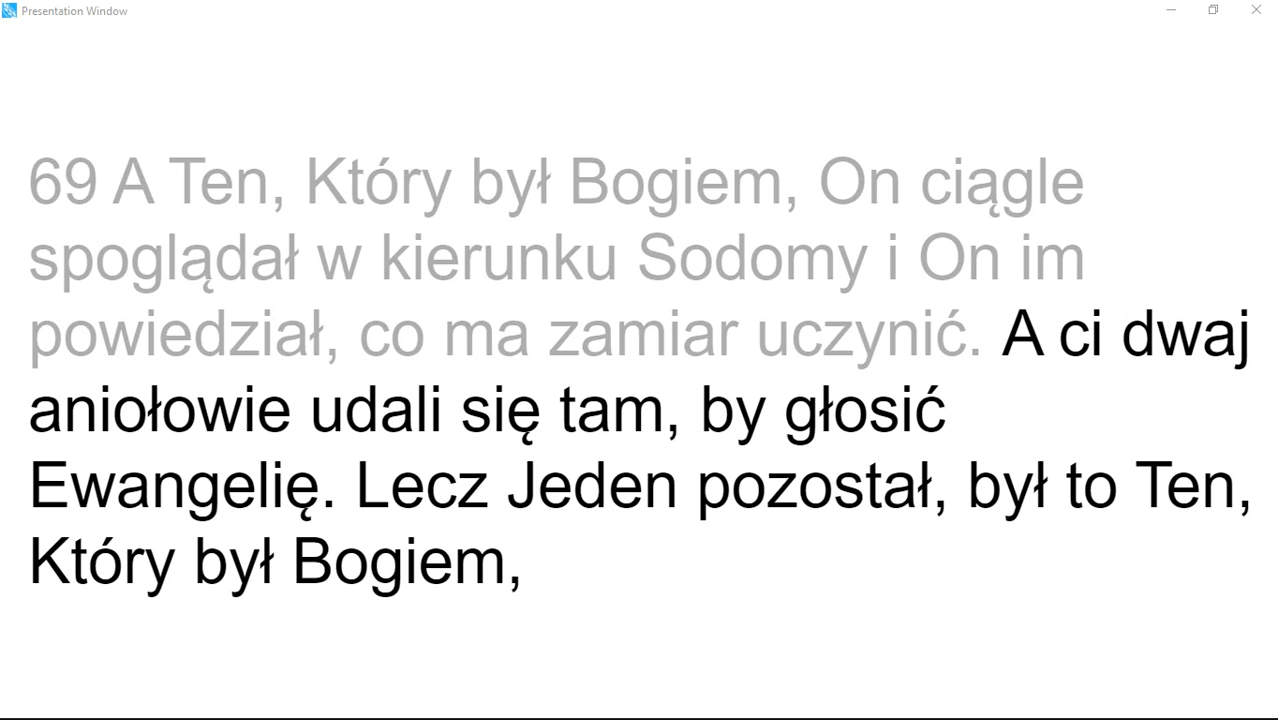 Presentation Window
69 A Ten, Który był Bogiem, On ciągle
spoglądał w kierunku Sodomy i On im
powiedział, co ma zamiar uczynić. A ci dwaj
aniołowie udali się tam, by głosić
Ewangelię. Lecz Jeden pozostał, był to Ten,
Który był Bogiem,